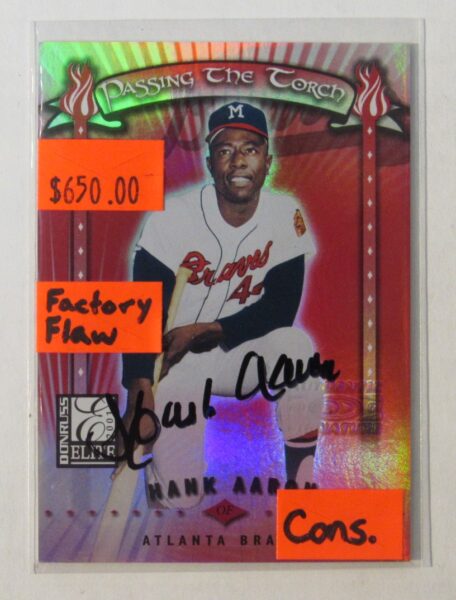 Passing The Torch
M
$650.00
Braves
4
Factory
Flaw
Hank Aaron
DONRUSS
2001
E
ELITE
HANK AARON
OF
ATLANTA BRA
Cons.